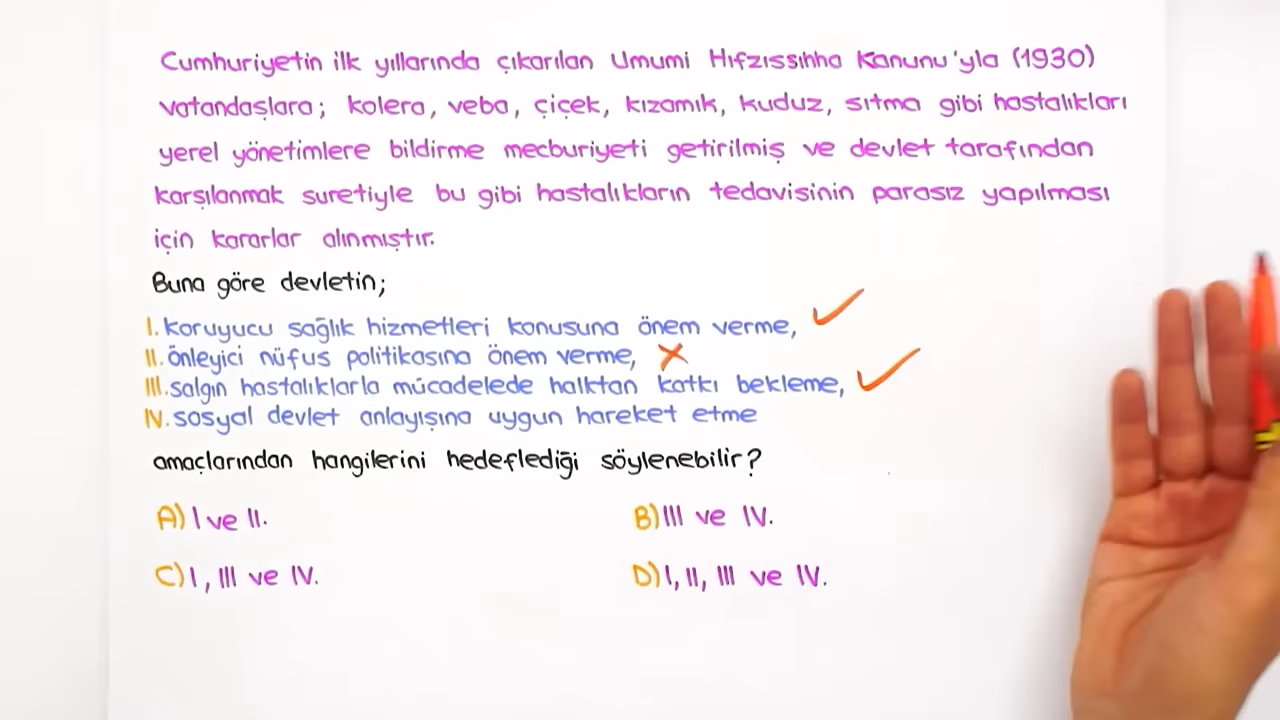 Cumhuriyetin ilk yıllarında çıkarılan Umumi Hıfzıssıhha Kanunu'yla (1930)
vatandaşlara; kolera, veba, çiçek, kızamık, kuduz, sıtma gibi hastalıkları
yerel yönetimlere bildirme mecburiyeti getirilmiş ve devlet tarafından
karşılanmak suretiyle bu gibi hastalıkların tedavisinin parasız yapılması
için kararlar alınmıştır.
Buna göre devletin;
I. koruyucu sağlık hizmetleri konusuna önem verme,
II. önleyici nüfus politikasına önem verme,
III. salgın hastalıklarla mücadelede halktan katkı bekleme,
IV. sosyal devlet anlayışına uygun hareket etme
amaçlarından hangilerini hedeflediği söylenebilir?
A) I ve II. B) III ve IV.
C) I, III ve IV. D) I, II, III ve IV.